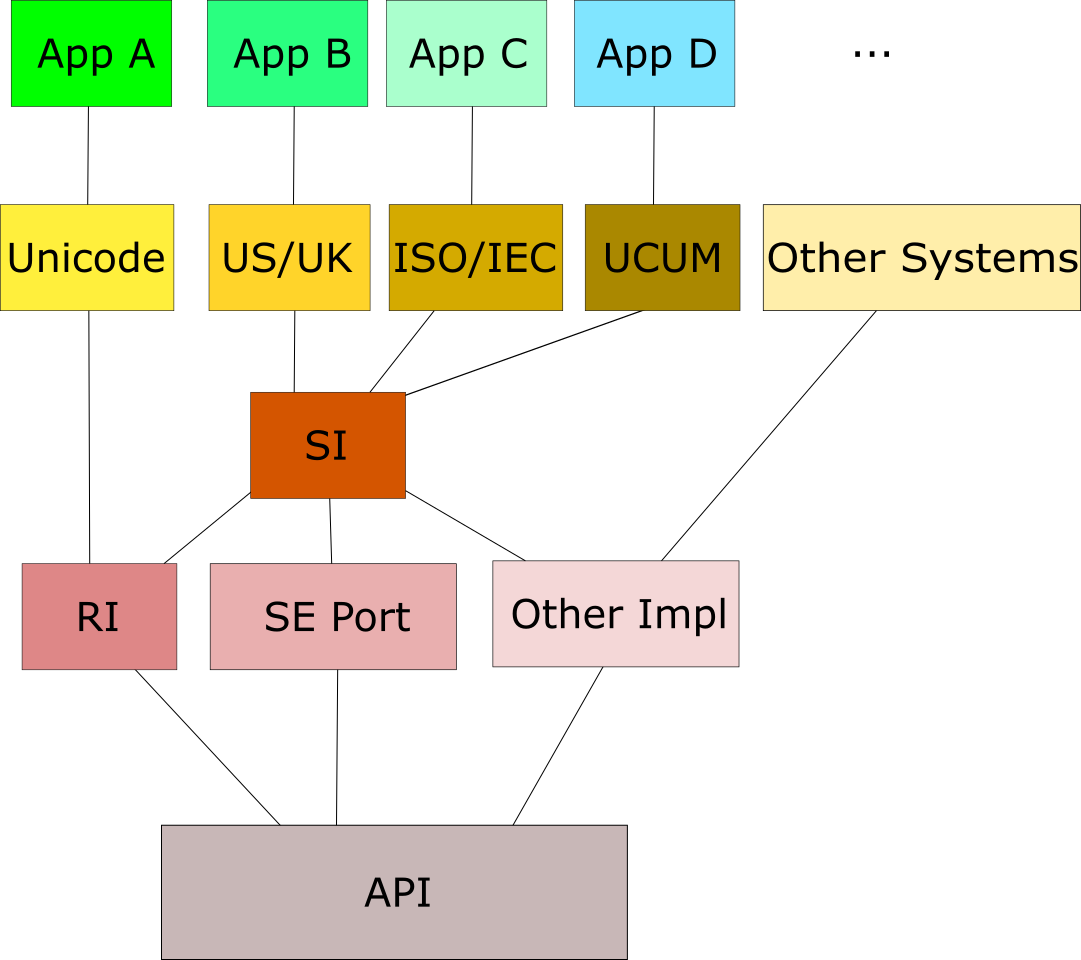 App A
App B
App C
App D
...
Unicode
US/UK
ISO/IEC
UCUM
Other Systems
SI
RI
SE Port
Other Impl
API